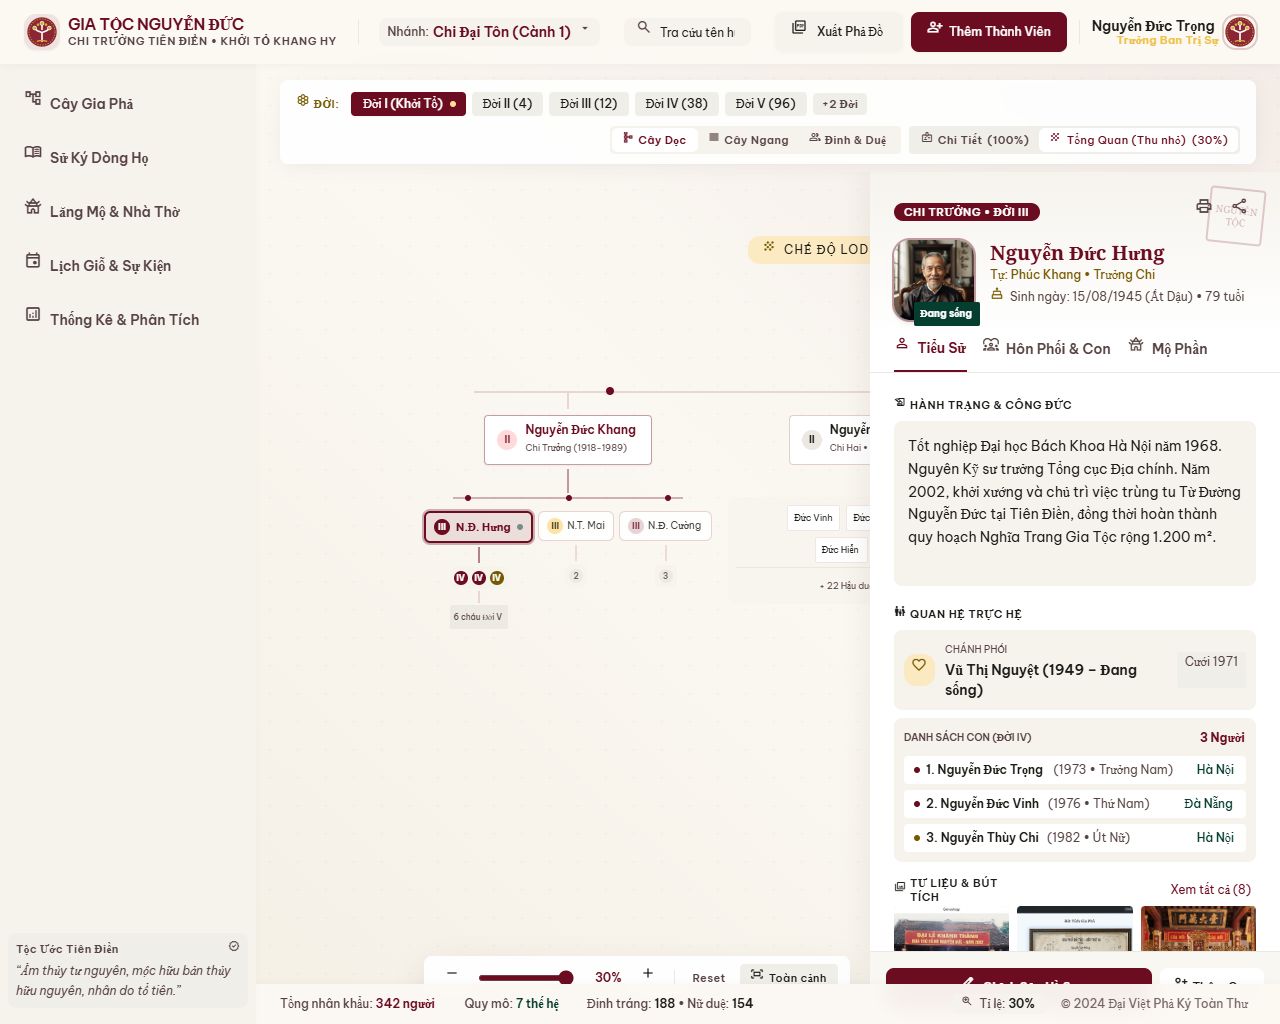 GIA TỘC NGUYỄN ĐỨC
CHI TRƯỞNG TIÊN ĐIỀN • KHỞI TỔ KHANG HY
Nhánh: Chi Đại Tôn (Cành 1)
Tra cứu tên h
Xuất Phả Đồ
Thêm Thành Viên
Nguyễn Đức Trọng
Trưởng Ban Trị Sự
Cây Gia Phả
Sử Ký Dòng Họ
Lăng Mộ & Nhà Thờ
Lịch Giỗ & Sự Kiện
Thống Kê & Phân Tích
Tộc Ước Tiên Điền
“Ẩm thủy tư nguyên, mộc hữu bản thủy hữu nguyên, nhân do tổ tiên.”
ĐỜI:
Đời I (Khởi Tổ)
Đời II (4)
Đời III (12)
Đời IV (38)
Đời V (96)
+2 Đời
Cây Dọc
Cây Ngang
Đinh & Duệ
Chi Tiết (100%)
Tổng Quan (Thu nhỏ) (30%)
CHẾ ĐỘ LOD
II
Nguyễn Đức Khang
Chi Trưởng (1918-1989)
II
Nguyễn
Chi Hai •
III
N.Đ. Hưng
III
N.T. Mai
III
N.Đ. Cường
IV
IV
IV
2
3
6 cháu Đời V
Đức Vinh
Đức
Đức Hiển
+ 22 Hậu duệ
CHI TRƯỞNG • ĐỜI III
NGUYỄN
TỘC
Nguyễn Đức Hưng
Tự: Phúc Khang • Trưởng Chi
Sinh ngày: 15/08/1945 (Ất Dậu) • 79 tuổi
Đang sống
Tiểu Sử
Hôn Phối & Con
Mộ Phần
HÀNH TRẠNG & CÔNG ĐỨC
Tốt nghiệp Đại học Bách Khoa Hà Nội năm 1968.
Nguyên Kỹ sư trưởng Tổng cục Địa chính. Năm
2002, khởi xướng và chủ trì việc trùng tu Từ Đường
Nguyễn Đức tại Tiên Điền, đồng thời hoàn thành
quy hoạch Nghĩa Trang Gia Tộc rộng 1.200 m².
QUAN HỆ TRỰC HỆ
CHÁNH PHỐI
Vũ Thị Nguyệt (1949 – Đang
sống)
Cưới 1971
DANH SÁCH CON (ĐỜI IV)
3 Người
1. Nguyễn Đức Trọng (1973 • Trưởng Nam) Hà Nội
2. Nguyễn Đức Vinh (1976 • Thứ Nam) Đà Nẵng
3. Nguyễn Thùy Chi (1982 • Út Nữ) Hà Nội
TƯ LIỆU & BÚT
TÍCH
Xem tất cả (8)
30%
Reset
Toàn cảnh
Tổng nhân khẩu: 342 người
Quy mô: 7 thế hệ
Đinh tráng: 188 • Nữ duệ: 154
Tỉ lệ: 30%
© 2024 Đại Việt Phả Ký Toàn Thư